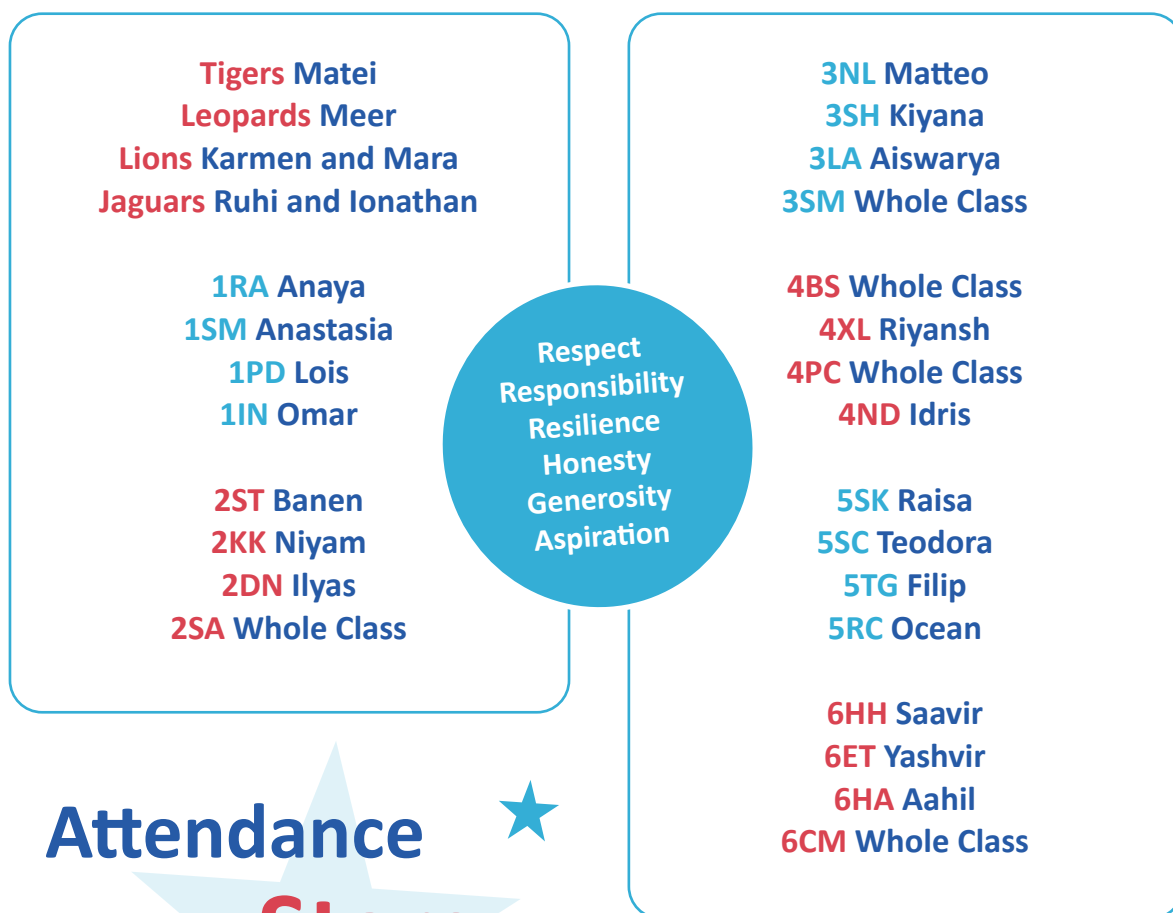 Tigers Matei
Leopards Meer
Lions Karmen and Mara
Jaguars Ruhi and Ionathan
1RA Anaya
1SM Anastasia
1PD Lois
1IN Omar
2ST Banen
2KK Niyam
2DN Ilyas
2SA Whole Class
Respect
Responsibility
Resilience
Honesty
Generosity
Aspiration
3NL Matteo
3SH Kiyana
3LA Aiswarya
3SM Whole Class
4BS Whole Class
4XL Riyansh
4PC Whole Class
4ND Idris
5SK Raisa
5SC Teodora
5TG Filip
5RC Ocean
6HH Saavir
6ET Yashvir
6HA Aahil
6CM Whole Class
Attendance